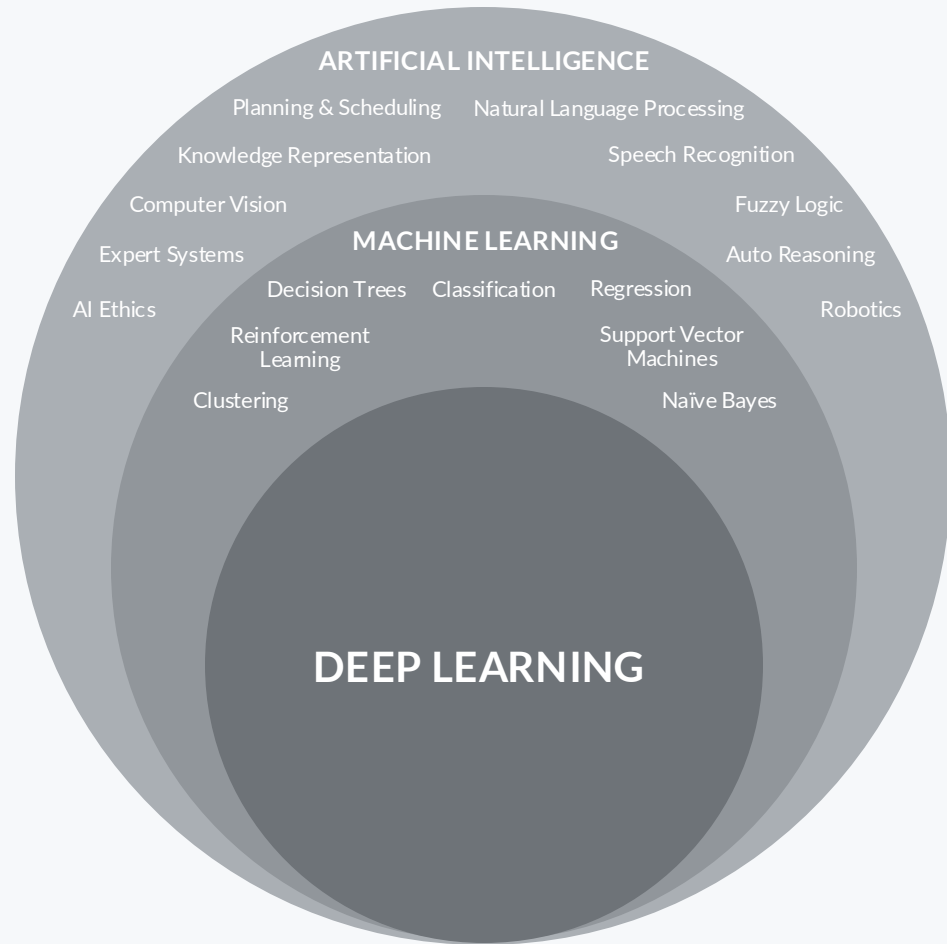 ARTIFICIAL INTELLIGENCE
Planning & Scheduling Natural Language Processing
Knowledge Representation Speech Recognition
Computer Vision Fuzzy Logic
Expert Systems Auto Reasoning
AI Ethics Robotics
MACHINE LEARNING
Decision Trees Classification Regression
Reinforcement
Learning
Support Vector
Machines
Clustering Naïve Bayes
DEEP LEARNING